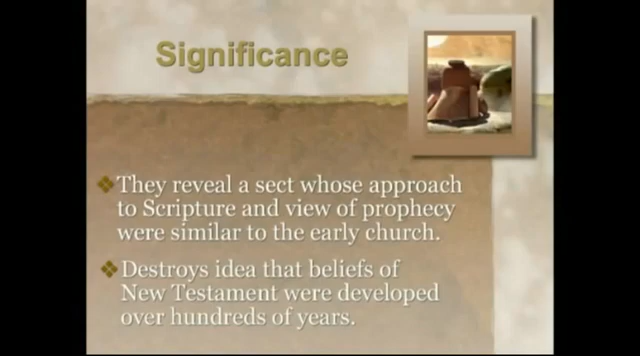 Significance
They reveal a sect whose approach
to Scripture and view of prophecy
were similar to the early church.
Destroys idea that beliefs of
New Testament were developed
over hundreds of years.